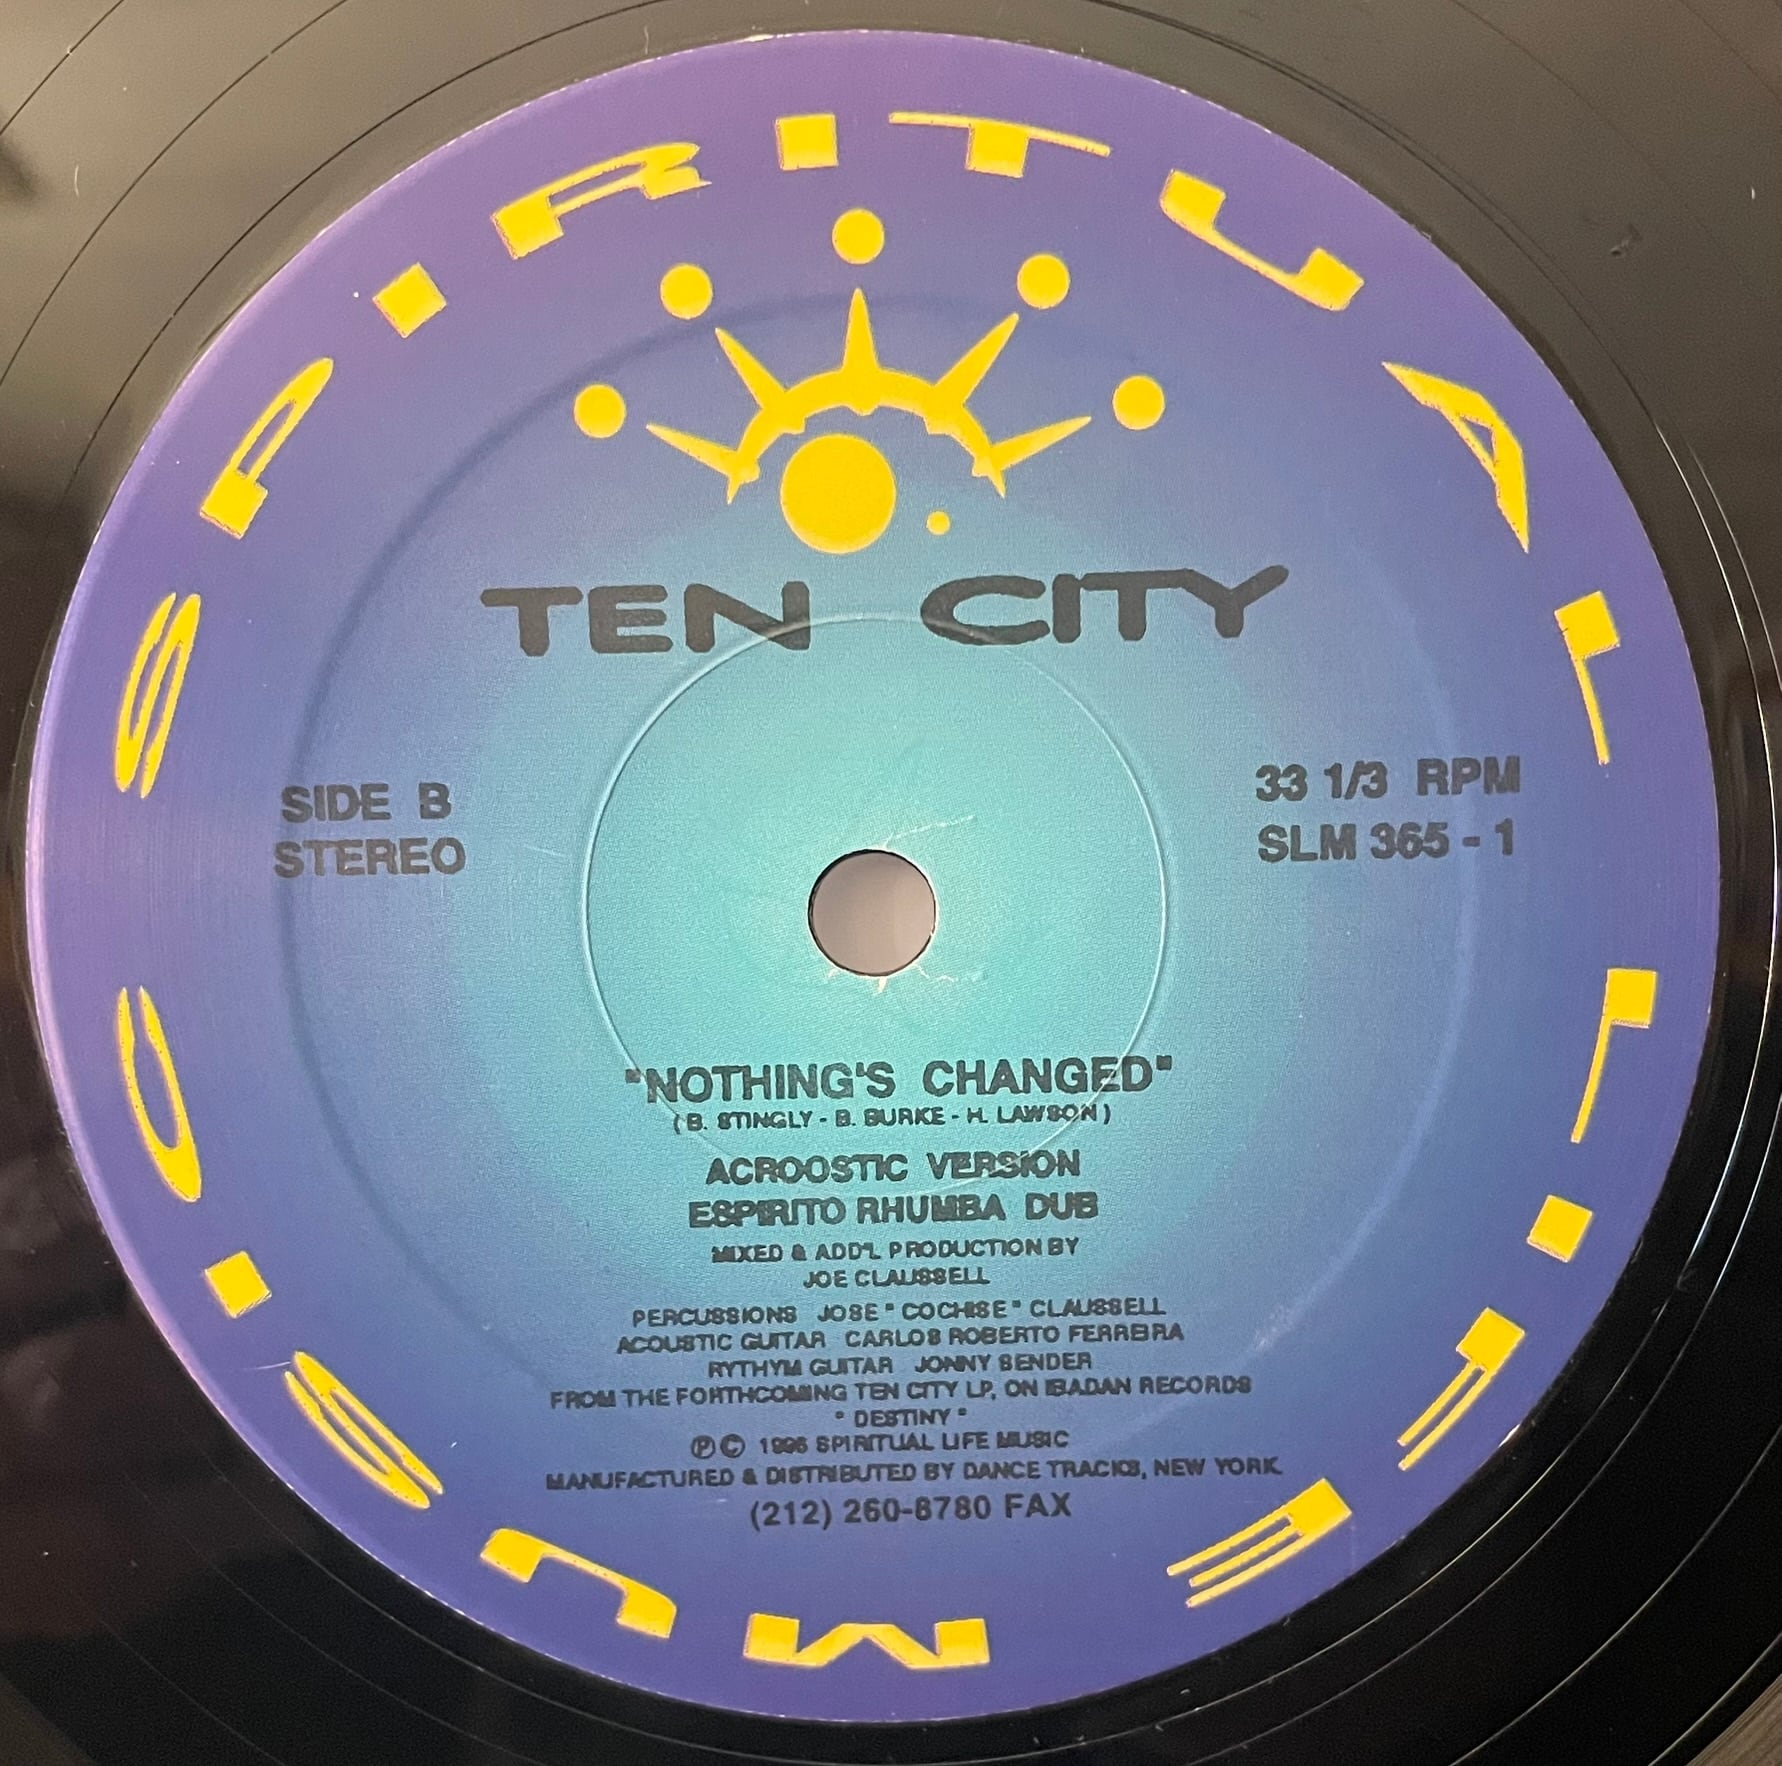 SPIRITUAL LIFE MUSIC
TEN CITY
SIDE B
STEREO
33 1/3 RPM
SLM 365 - 1
"NOTHING'S CHANGED"
( B. STINGLY - B. BURKE - H. LAWSON )
ACROOSTIC VERSION
ESPIRITO RHUMBA DUB
MIXED & ADD'L PRODUCTION BY
JOE CLAUSSELL
PERCUSSIONS JOSE " COCHISE " CLAUSSELL
ACOUSTIC GUITAR CARLOS ROBERTO FERREIRA
RYTHYM GUITAR JONNY SENDER
FROM THE FORTHCOMING TEN CITY LP, ON IBADAN RECORDS
" DESTINY "
℗ © 1996 SPIRITUAL LIFE MUSIC
MANUFACTURED & DISTRIBUTED BY DANCE TRACKS, NEW YORK
(212) 260-8780 FAX